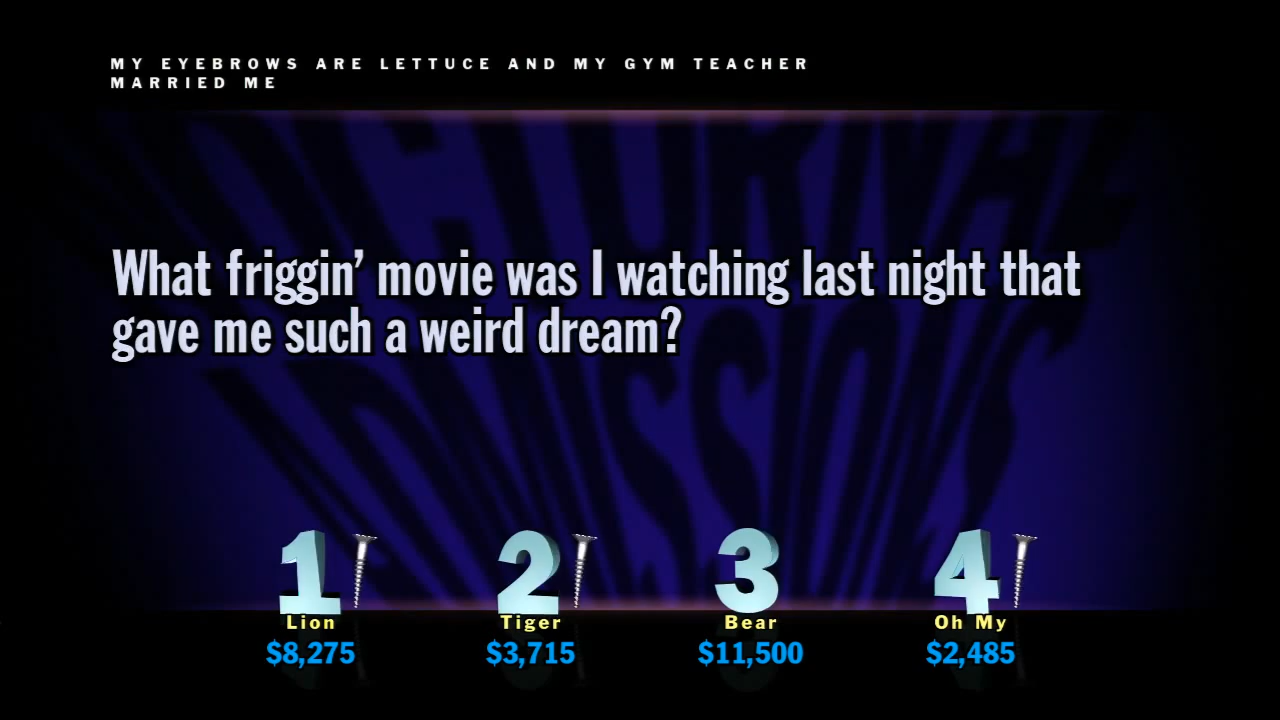 MY EYEBROWS ARE LETTUCE AND MY GYM TEACHER
MARRIED ME
NOCTURNAL
ADMISSIONS
What friggin' movie was I watching last night that
gave me such a weird dream?
1 2 3 4
Lion Tiger Bear Oh My
$8,275 $3,715 $11,500 $2,485